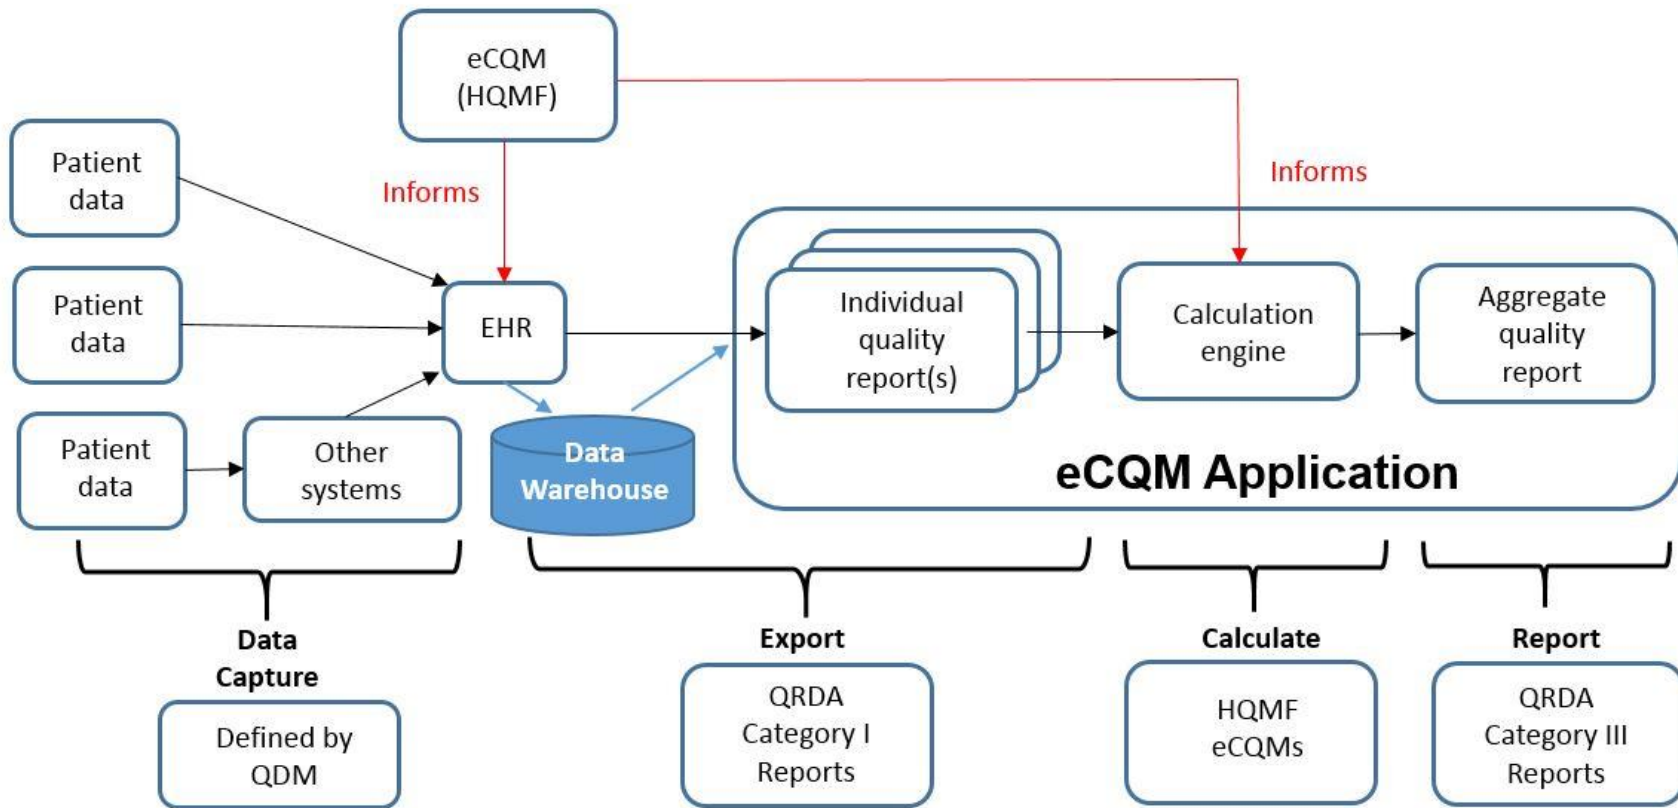 eCQM
(HQMF)
Patient
data
Informs
Informs
Patient
data
EHR
Individual
quality
report(s)
Calculation
engine
Aggregate
quality
report
Patient
data
Other
systems
Data
Warehouse
eCQM Application
Data
Capture
Export
Calculate
Report
Defined by
QDM
QRDA
Category I
Reports
HQMF
eCQMs
QRDA
Category III
Reports